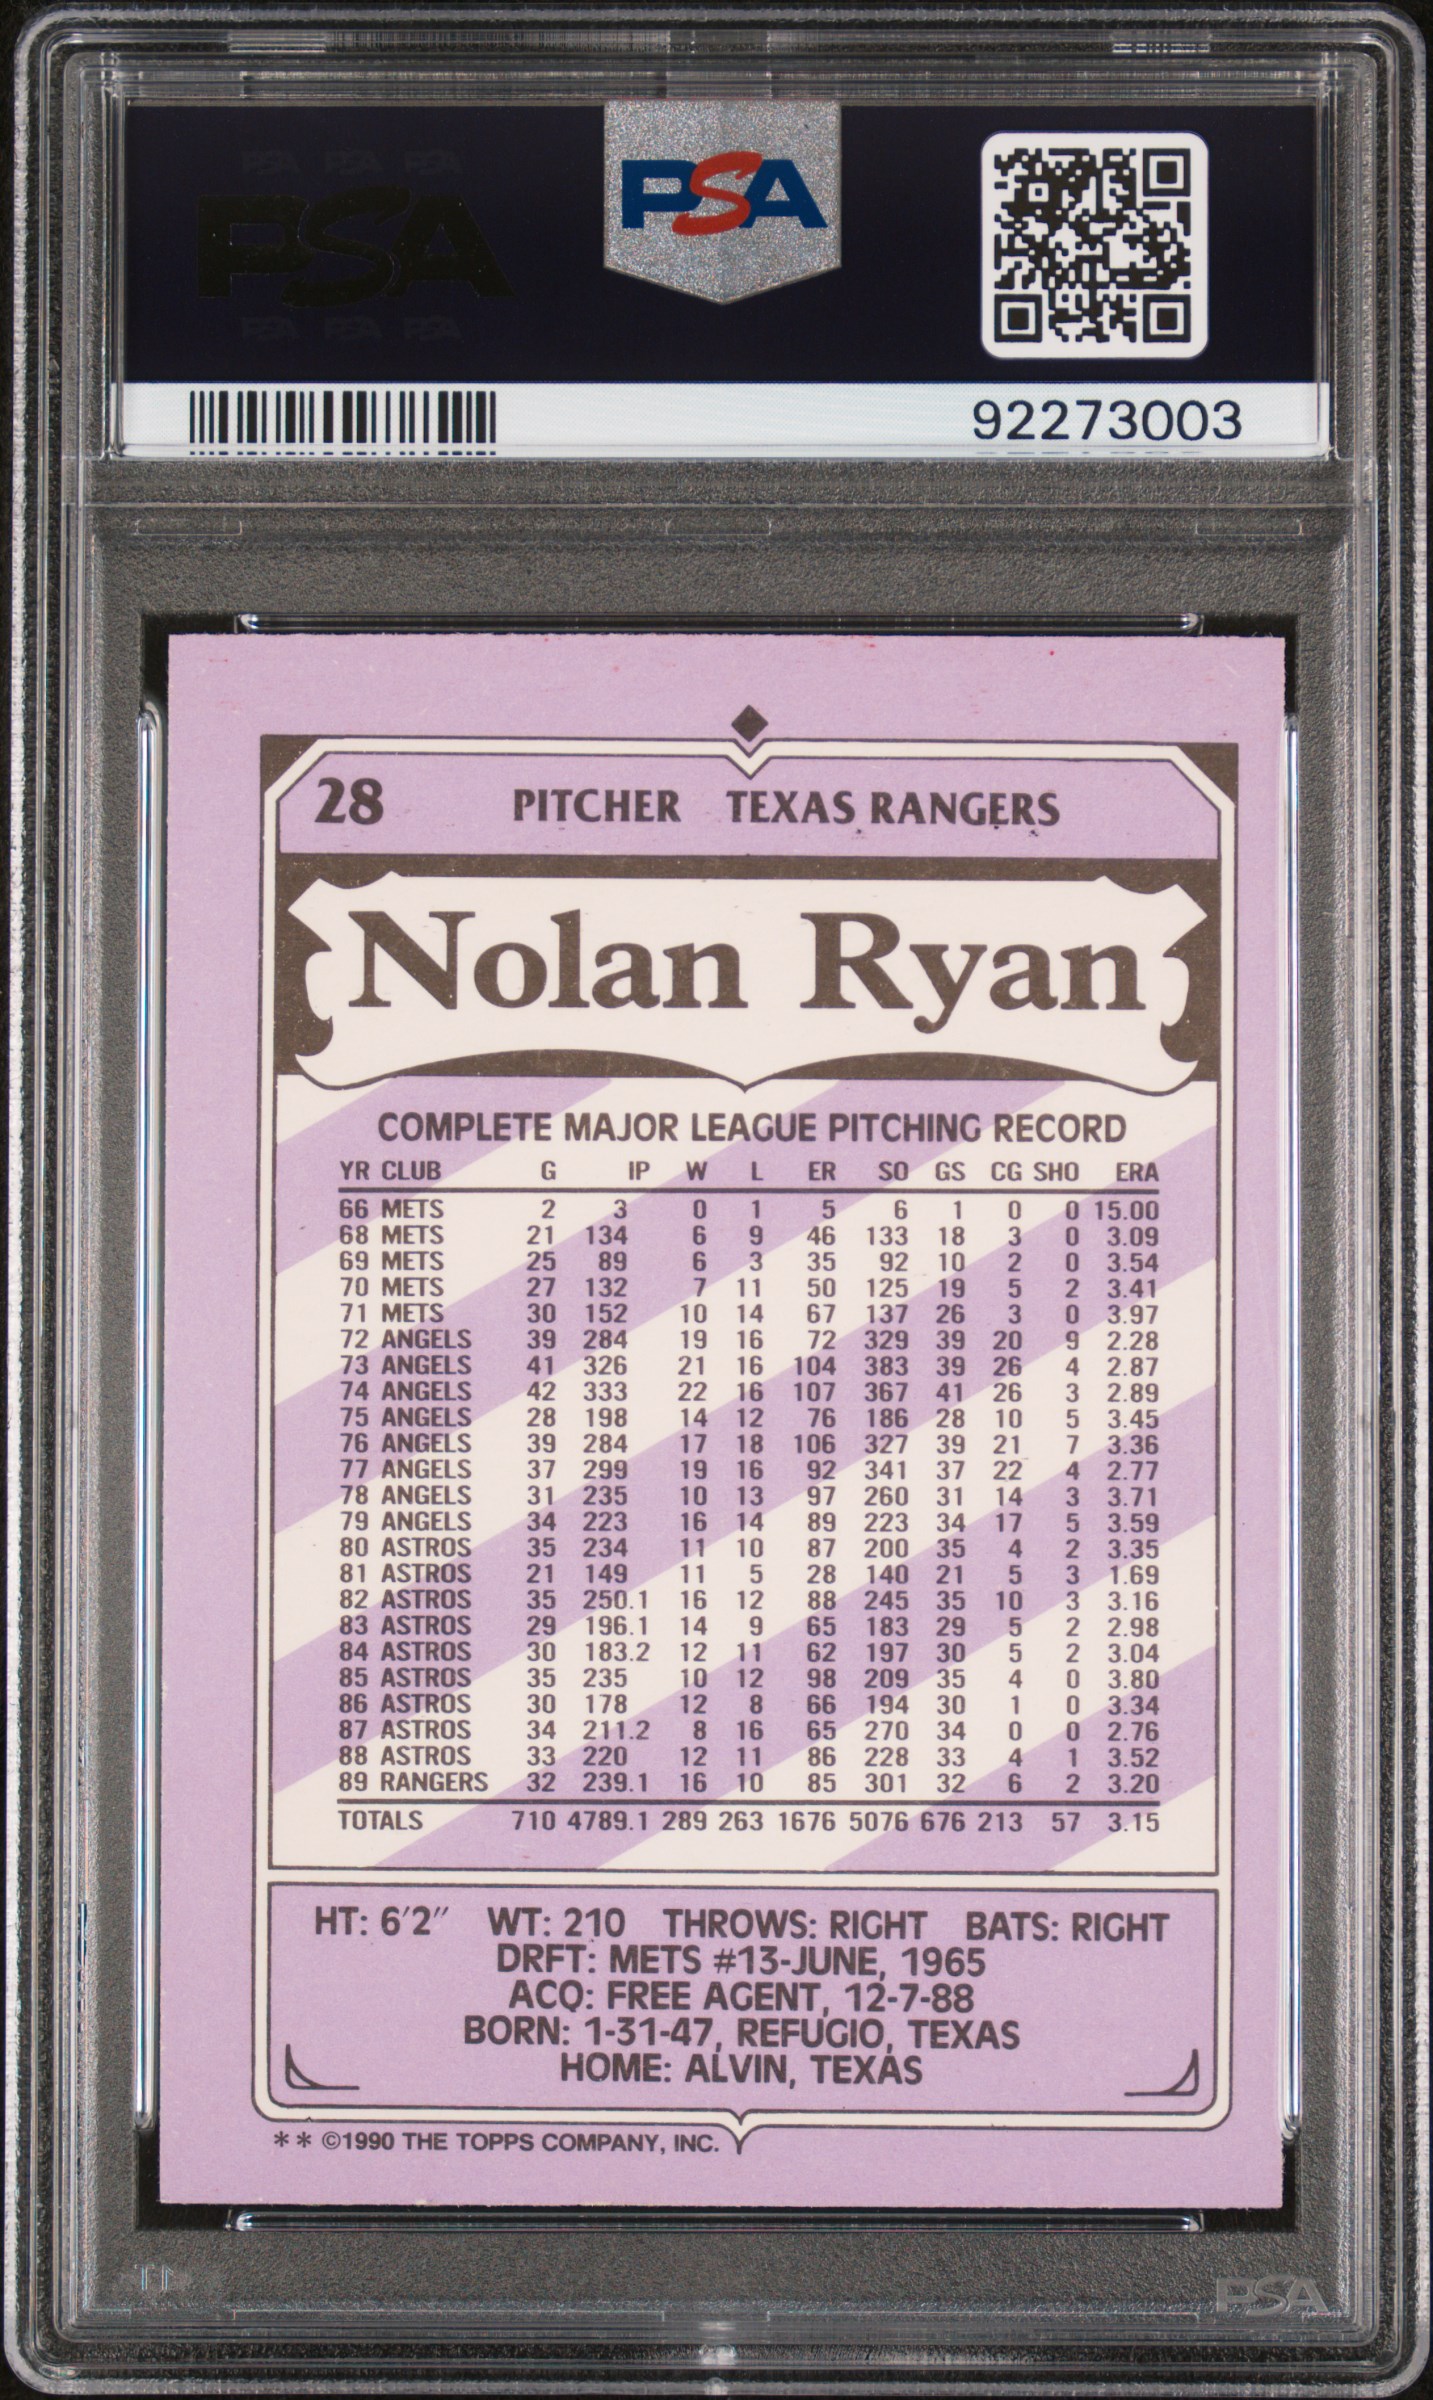 PSA PSA PSA
PSA
PSA
PSA PSA PSA
92273003
28 PITCHER TEXAS RANGERS
Nolan Ryan
COMPLETE MAJOR LEAGUE PITCHING RECORD
YR CLUB G IP W L ER SO GS CG SHO ERA
66 METS 2 3 0 1 5 6 1 0 0 15.00
68 METS 21 134 6 9 46 133 18 3 0 3.09
69 METS 25 89 6 3 35 92 10 2 0 3.54
70 METS 27 132 7 11 50 125 19 5 2 3.41
71 METS 30 152 10 14 67 137 26 3 0 3.97
72 ANGELS 39 284 19 16 72 329 39 20 9 2.28
73 ANGELS 41 326 21 16 104 383 39 26 4 2.87
74 ANGELS 42 333 22 16 107 367 41 26 3 2.89
75 ANGELS 28 198 14 12 76 186 28 10 5 3.45
76 ANGELS 39 284 17 18 106 327 39 21 7 3.36
77 ANGELS 37 299 19 16 92 341 37 22 4 2.77
78 ANGELS 31 235 10 13 97 260 31 14 3 3.71
79 ANGELS 34 223 16 14 89 223 34 17 5 3.59
80 ASTROS 35 234 11 10 87 200 35 4 2 3.35
81 ASTROS 21 149 11 5 28 140 21 5 3 1.69
82 ASTROS 35 250.1 16 12 88 245 35 10 3 3.16
83 ASTROS 29 196.1 14 9 65 183 29 5 2 2.98
84 ASTROS 30 183.2 12 11 62 197 30 5 2 3.04
85 ASTROS 35 235 10 12 98 209 35 4 0 3.80
86 ASTROS 30 178 12 8 66 194 30 1 0 3.34
87 ASTROS 34 211.2 8 16 65 270 34 0 0 2.76
88 ASTROS 33 220 12 11 86 228 33 4 1 3.52
89 RANGERS 32 239.1 16 10 85 301 32 6 2 3.20
TOTALS 710 4789.1 289 263 1676 5076 676 213 57 3.15
HT: 6'2" WT: 210 THROWS: RIGHT BATS: RIGHT
DRFT: METS #13-JUNE, 1965
ACQ: FREE AGENT, 12-7-88
BORN: 1-31-47, REFUGIO, TEXAS
HOME: ALVIN, TEXAS
** ©1990 THE TOPPS COMPANY, INC.
PSA